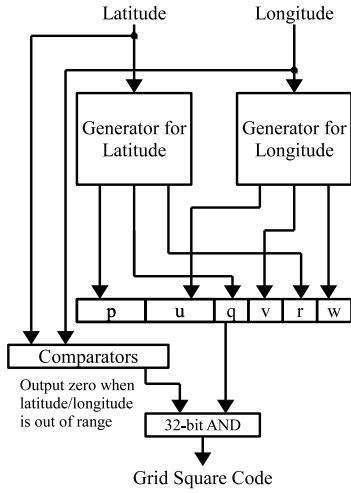 Latitude
Longitude
Generator for
Latitude
Generator for
Longitude
p u q v r w
Comparators
Output zero when
latitude/longitude
is out of range
32-bit AND
Grid Square Code